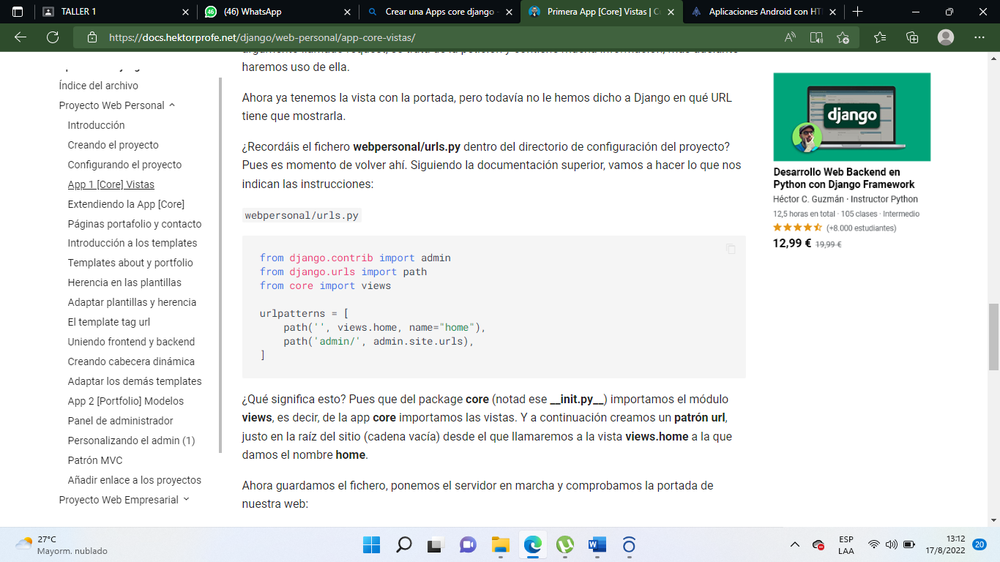 TALLER 1
(46) WhatsApp
Crear una Apps core django -
Primera App [Core] Vistas | C
Aplicaciones Android con HT
https://docs.hektorprofe.net/django/web-personal/app-core-vistas/
Índice del archivo
Proyecto Web Personal
Introducción
Creando el proyecto
Configurando el proyecto
App 1 [Core] Vistas
Extendiendo la App [Core]
Páginas portafolio y contacto
Introducción a los templates
Templates about y portfolio
Herencia en las plantillas
Adaptar plantillas y herencia
El template tag url
Uniendo frontend y backend
Creando cabecera dinámica
Adaptar los demás templates
App 2 [Portfolio] Modelos
Panel de administrador
Personalizando el admin (1)
Patrón MVC
Añadir enlace a los proyectos
Proyecto Web Empresarial
haremos uso de ella.
Ahora ya tenemos la vista con la portada, pero todavía no le hemos dicho a Django en qué URL
tiene que mostrarla.
¿Recordáis el fichero webpersonal/urls.py dentro del directorio de configuración del proyecto?
Pues es momento de volver ahí. Siguiendo la documentación superior, vamos a hacer lo que nos
indican las instrucciones:
webpersonal/urls.py
from django.contrib import admin
from django.urls import path
from core import views
urlpatterns = [
    path('', views.home, name="home"),
    path('admin/', admin.site.urls),
]
¿Qué significa esto? Pues que del package core (notad ese __init.py__) importamos el módulo
views, es decir, de la app core importamos las vistas. Y a continuación creamos un patrón url,
justo en la raíz del sitio (cadena vacía) desde el que llamaremos a la vista views.home a la que
damos el nombre home.
Ahora guardamos el fichero, ponemos el servidor en marcha y comprobamos la portada de
nuestra web:
django
Desarrollo Web Backend en
Python con Django Framework
Héctor C. Guzmán · Instructor Python
12,5 horas en total · 105 clases · Intermedio
(+8.000 estudiantes)
12,99 € 19,99 €
27°C
Mayorm. nublado
ESP
LAA
13:12
17/8/2022
20